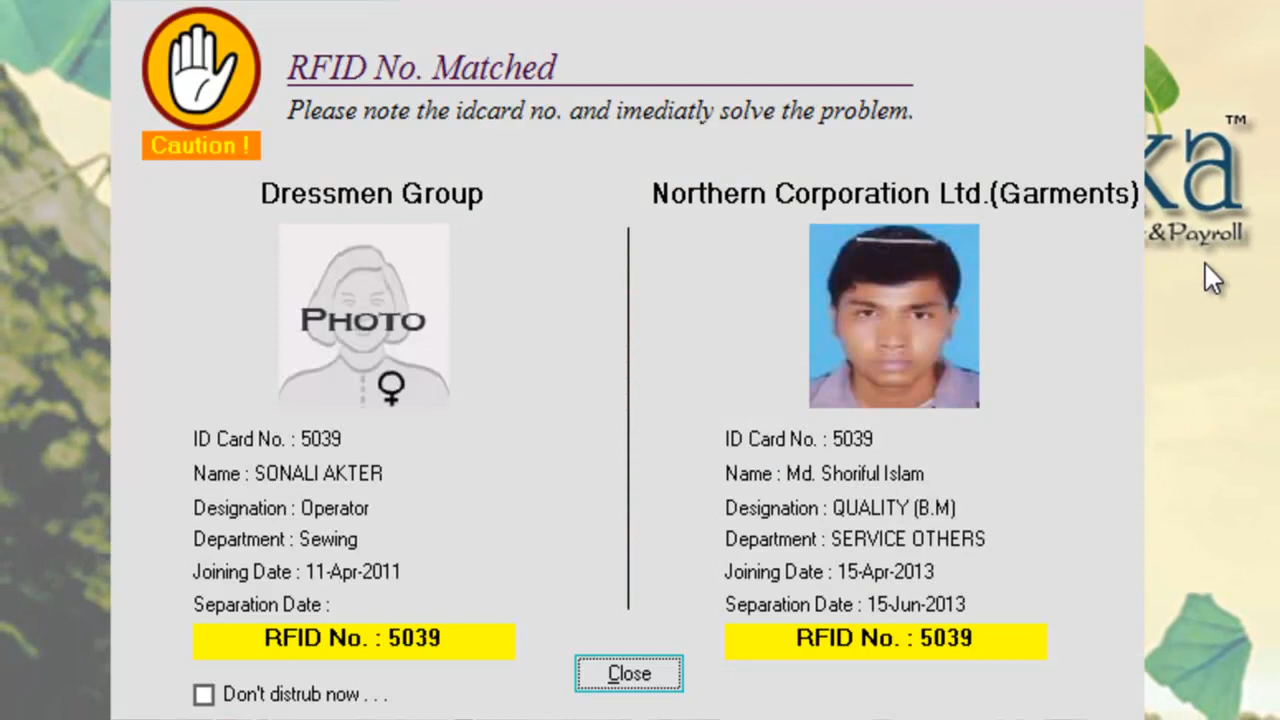 RFID No. Matched
Please note the idcard no. and imediatly solve the problem.
Caution !
Dressmen Group
PHOTO
ID Card No. : 5039
Name : SONALI AKTER
Designation : Operator
Department : Sewing
Joining Date : 11-Apr-2011
Separation Date :
RFID No. : 5039
Northern Corporation Ltd.(Garments)
ID Card No. : 5039
Name : Md. Shoriful Islam
Designation : QUALITY (B.M)
Department : SERVICE OTHERS
Joining Date : 15-Apr-2013
Separation Date : 15-Jun-2013
RFID No. : 5039
Close
Don't distrub now . . .
TM
&Payroll